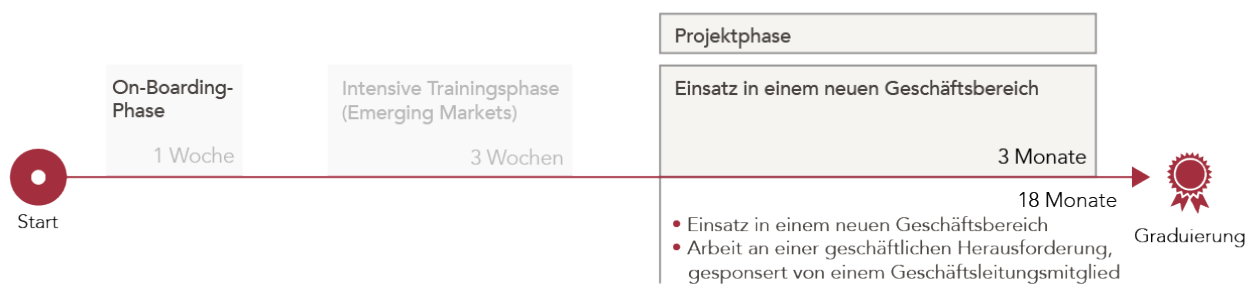 Projektphase
On-Boarding-
Phase
1 Woche
Intensive Trainingsphase
(Emerging Markets)
3 Wochen
Einsatz in einem neuen Geschäftsbereich
3 Monate
18 Monate
Start
• Einsatz in einem neuen Geschäftsbereich
• Arbeit an einer geschäftlichen Herausforderung,
gesponsert von einem Geschäftsleitungsmitglied
Graduierung